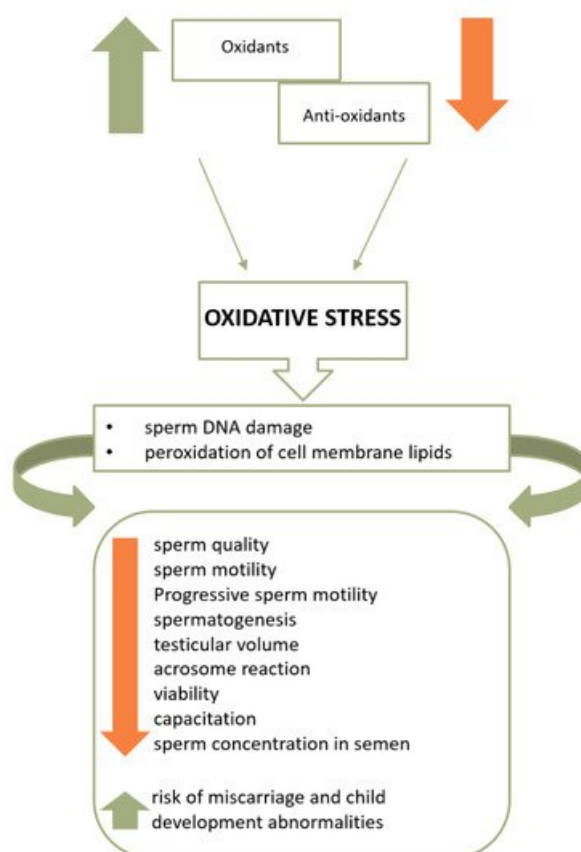 Oxidants
Anti-oxidants
OXIDATIVE STRESS
• sperm DNA damage
• peroxidation of cell membrane lipids
sperm quality
sperm motility
Progressive sperm motility
spermatogenesis
testicular volume
acrosome reaction
viability
capacitation
sperm concentration in semen
risk of miscarriage and child
development abnormalities